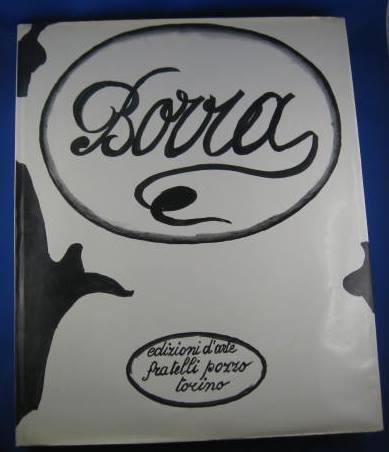 Borra
edizioni d'arte
fratelli pozzo
torino